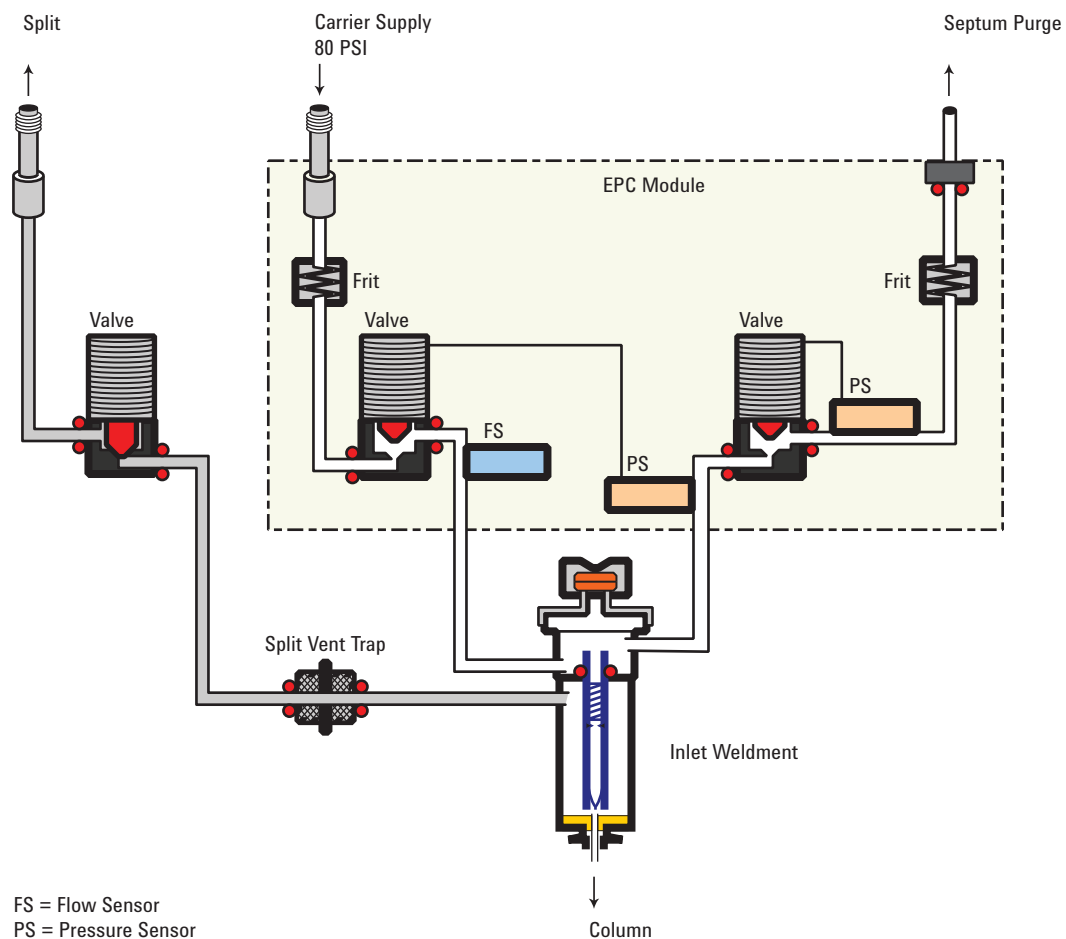 Split
Carrier Supply
80 PSI
Septum Purge
EPC Module
Frit
Frit
Valve
Valve
Valve
PS
FS
PS
Split Vent Trap
Inlet Weldment
FS = Flow Sensor
PS = Pressure Sensor
Column